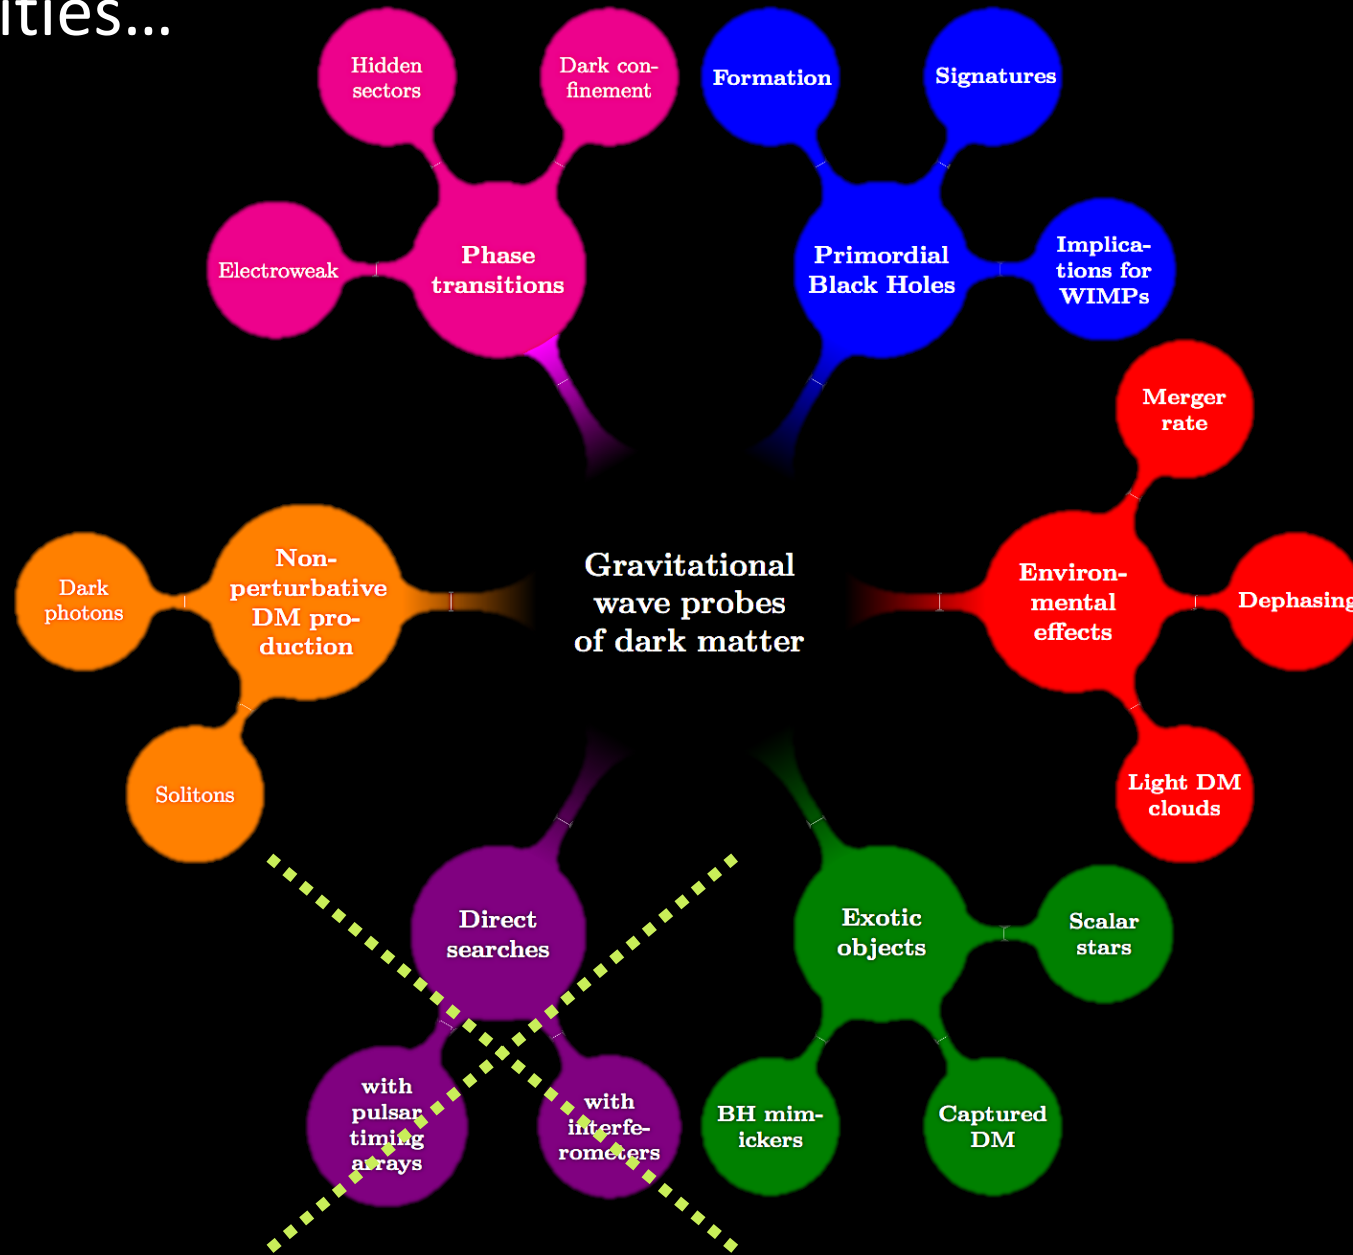 ities...
Hidden
sectors
Dark con-
finement
Formation
Signatures
Electroweak
Phase
transitions
Primordial
Black Holes
Implica-
tions for
WIMPs
Merger
rate
Dark
photons
Non-
perturbative
DM pro-
duction
Gravitational
wave probes
of dark matter
Environ-
mental
effects
Dephasing
Solitons
Light DM
clouds
Direct
searches
Exotic
objects
Scalar
stars
with
pulsar
timing
arrays
with
interfe-
rometers
BH mim-
ickers
Captured
DM